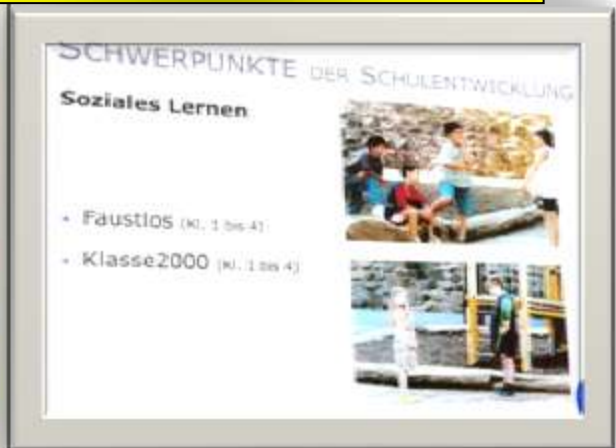 SCHWERPUNKTE DER SCHULENTWICKLUNG
Soziales Lernen
• Faustlos (Kl. 1 bis 4)
• Klasse2000 (Kl. 1 bis 4)